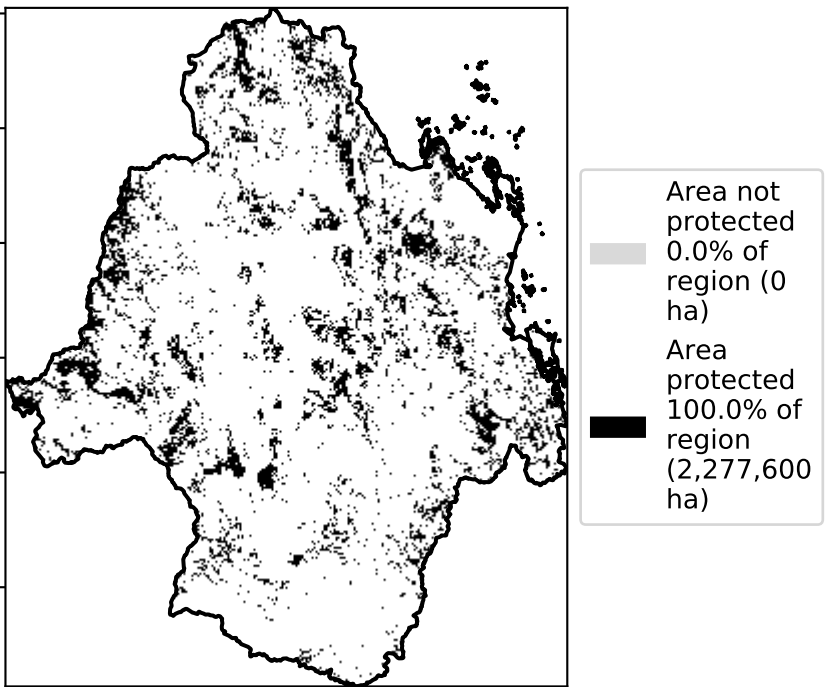 Area not
protected
0.0% of
region (0
ha)
Area
protected
100.0% of
region
(2,277,600
ha)